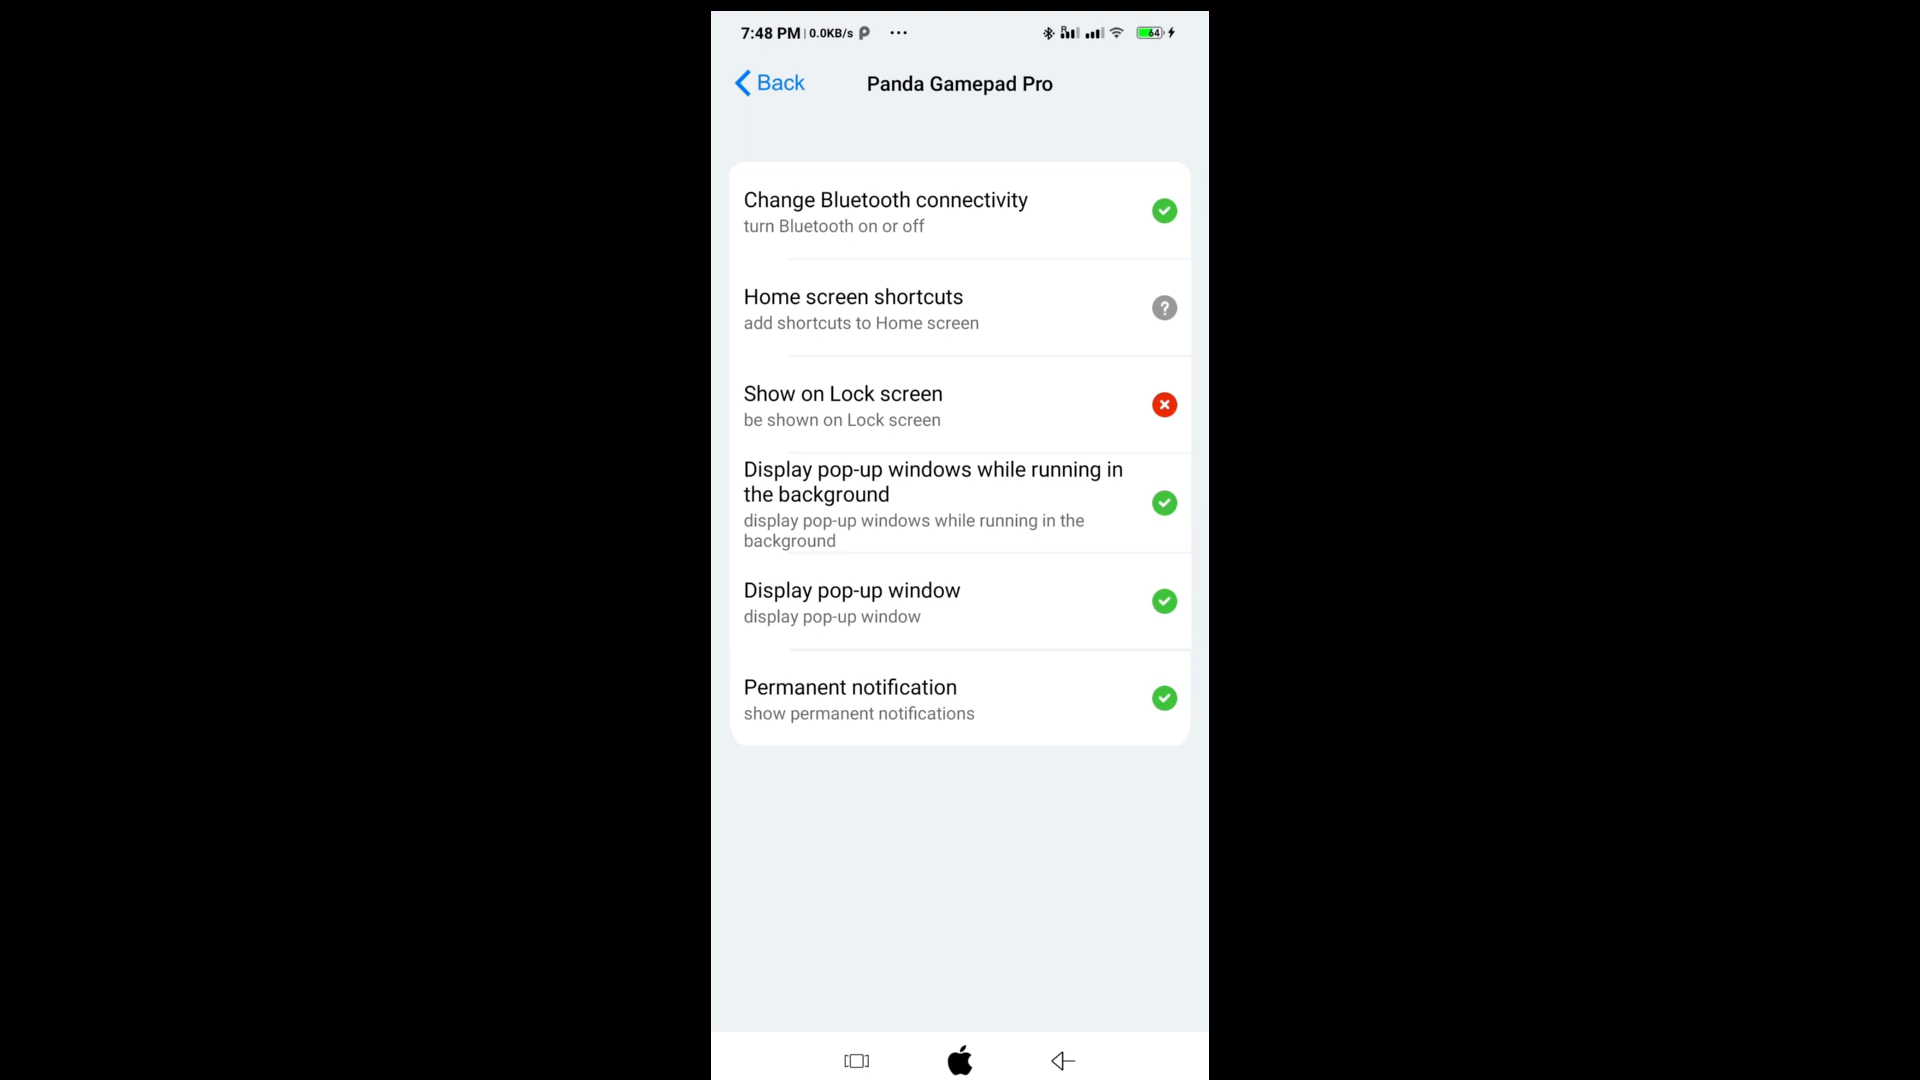 7:48 PM | 0.0KB/s P ...
R 64
Back Panda Gamepad Pro
Change Bluetooth connectivity
turn Bluetooth on or off
Home screen shortcuts
add shortcuts to Home screen
?
Show on Lock screen
be shown on Lock screen
Display pop-up windows while running in
the background
display pop-up windows while running in the
background
Display pop-up window
display pop-up window
Permanent notification
show permanent notifications